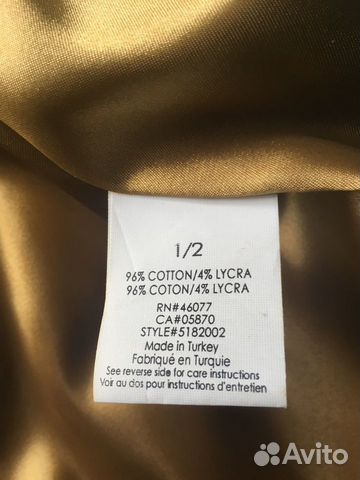 1/2
96% COTTON/4% LYCRA
96% COTON/4% LYCRA
RN#46077
CA#05870
STYLE#5182002
Made in Turkey
Fabriqué en Turquie
See reverse side for care instructions
Voir au dos pour instructions d'entretien
Avito